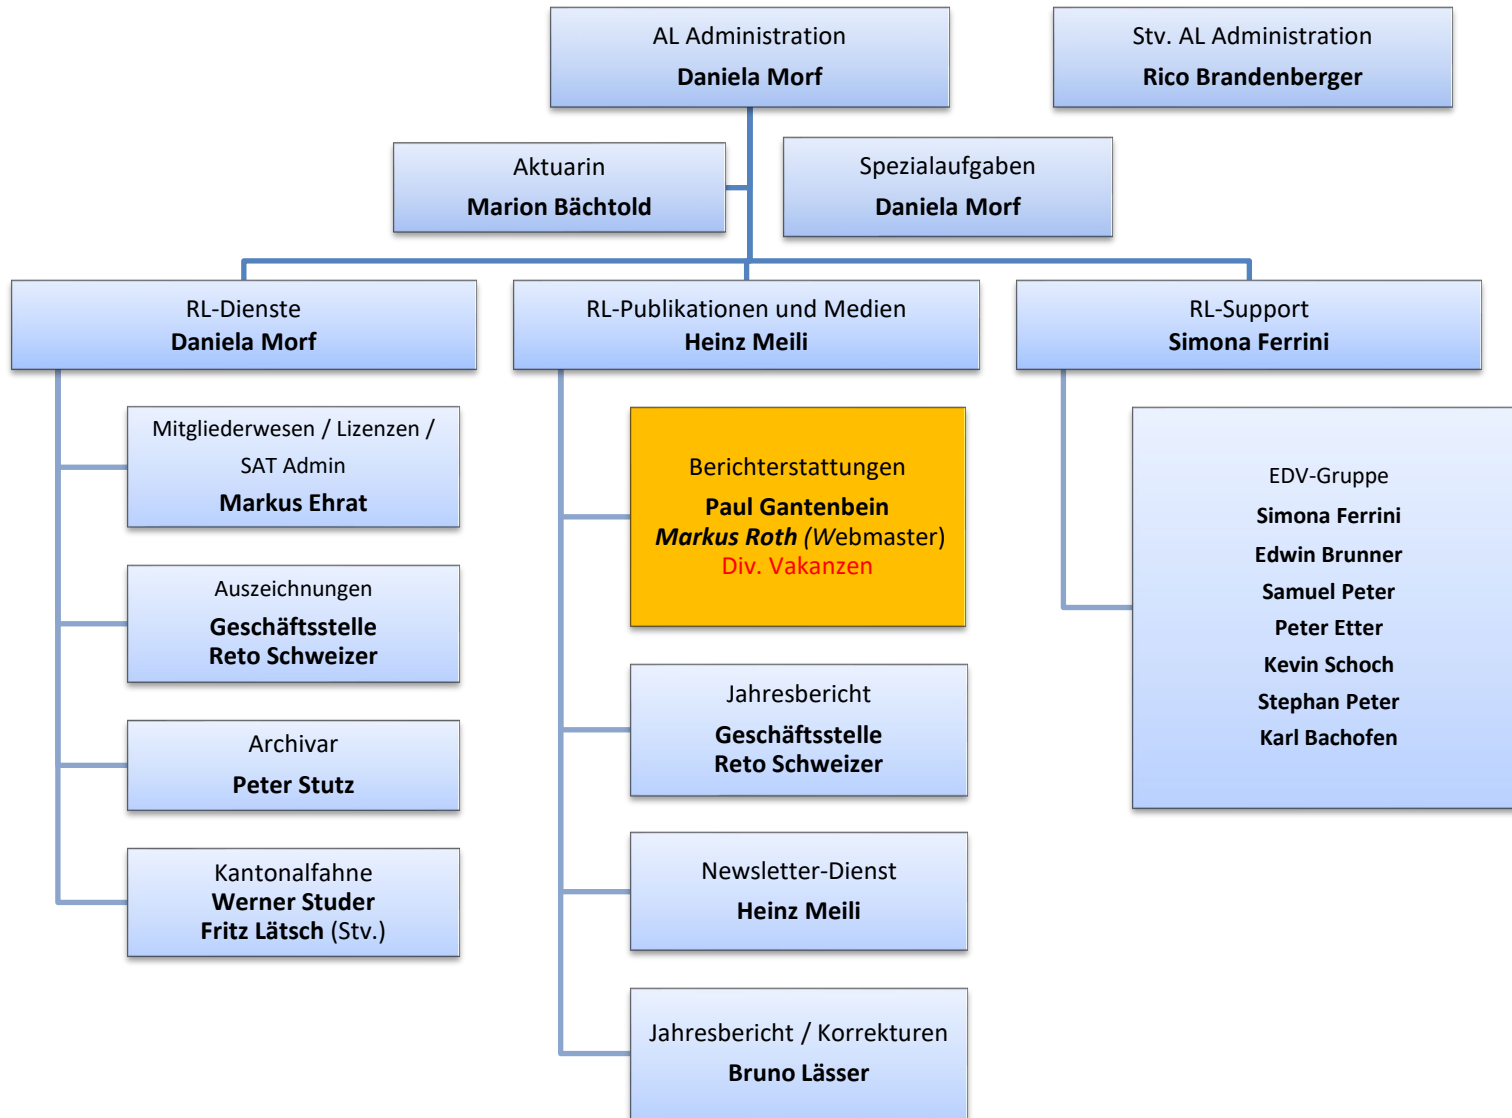 AL Administration
Daniela Morf
Stv. AL Administration
Rico Brandenberger
Aktuarin
Marion Bächtold
Spezialaufgaben
Daniela Morf
RL-Dienste
Daniela Morf
RL-Publikationen und Medien
Heinz Meili
RL-Support
Simona Ferrini
Mitgliederwesen / Lizenzen /
SAT Admin
Markus Ehrat
Auszeichnungen
Geschäftsstelle
Reto Schweizer
Archivar
Peter Stutz
Kantonalfahne
Werner Studer
Fritz Lätsch (Stv.)
Berichterstattungen
Paul Gantenbein
Markus Roth (Webmaster)
Div. Vakanzen
Jahresbericht
Geschäftsstelle
Reto Schweizer
Newsletter-Dienst
Heinz Meili
Jahresbericht / Korrekturen
Bruno Lässer
EDV-Gruppe
Simona Ferrini
Edwin Brunner
Samuel Peter
Peter Etter
Kevin Schoch
Stephan Peter
Karl Bachofen